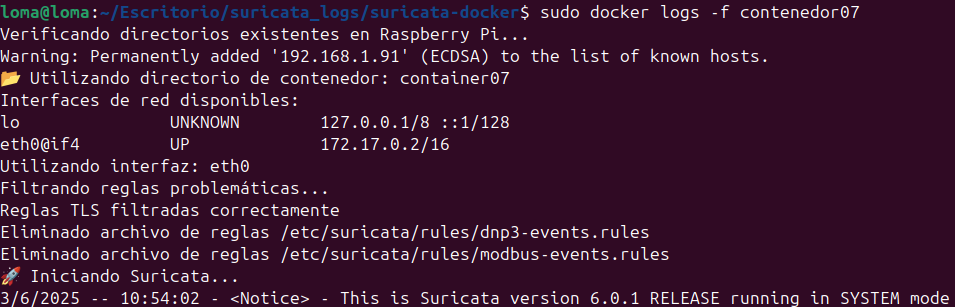 loma@loma:~/Escritorio/suricata_logs/suricata-docker$ sudo docker logs -f contenedor07
Verificando directorios existentes en Raspberry Pi...
Warning: Permanently added '192.168.1.91' (ECDSA) to the list of known hosts.
📂 Utilizando directorio de contenedor: container07
Interfaces de red disponibles:
lo               UNKNOWN        127.0.0.1/8 ::1/128
eth0@if4         UP             172.17.0.2/16
Utilizando interfaz: eth0
Filtrando reglas problemáticas...
Reglas TLS filtradas correctamente
Eliminado archivo de reglas /etc/suricata/rules/dnp3-events.rules
Eliminado archivo de reglas /etc/suricata/rules/modbus-events.rules
🚀 Iniciando Suricata...
3/6/2025 -- 10:54:02 - <Notice> - This is Suricata version 6.0.1 RELEASE running in SYSTEM mode